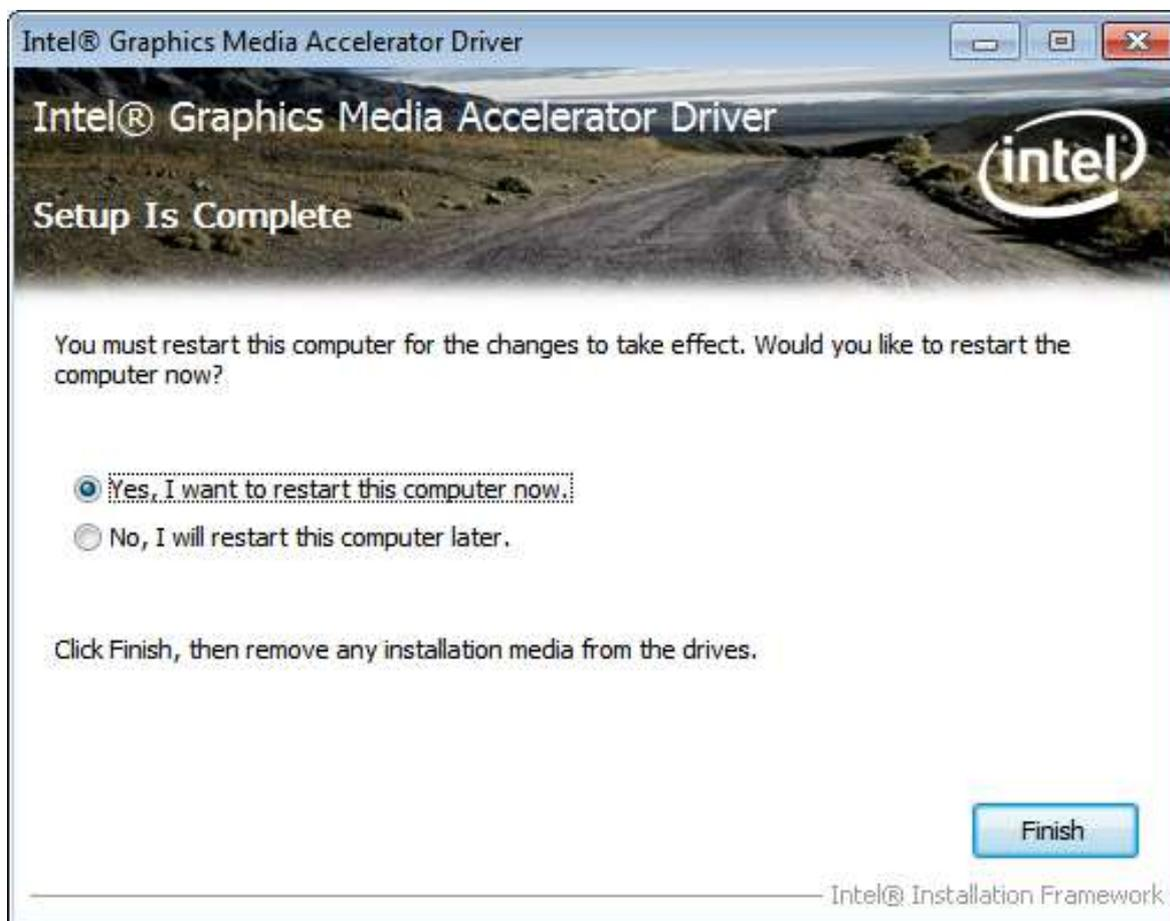 Intel® Graphics Media Accelerator Driver
Intel® Graphics Media Accelerator Driver
intel
Setup Is Complete
You must restart this computer for the changes to take effect. Would you like to restart the
computer now?
Yes, I want to restart this computer now.
No, I will restart this computer later.
Click Finish, then remove any installation media from the drives.
Finish
Intel® Installation Framework